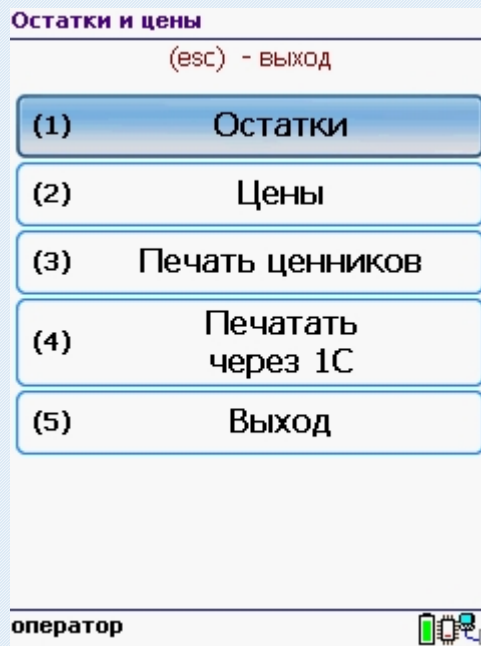 Остатки и цены
(esc) - выход
(1) Остатки
(2) Цены
(3) Печать ценников
(4) Печатать
через 1С
(5) Выход
оператор